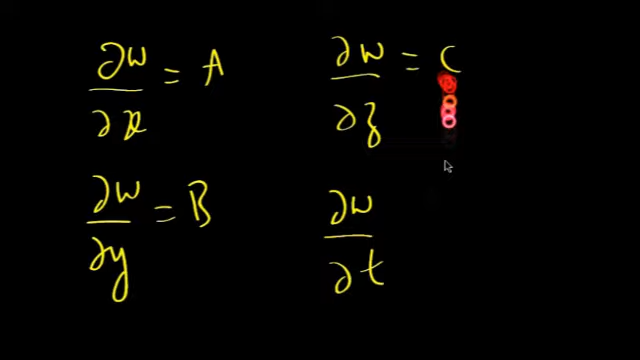 ∂w/∂x = A
∂w/∂z = C
∂w/∂y = B
∂w/∂t